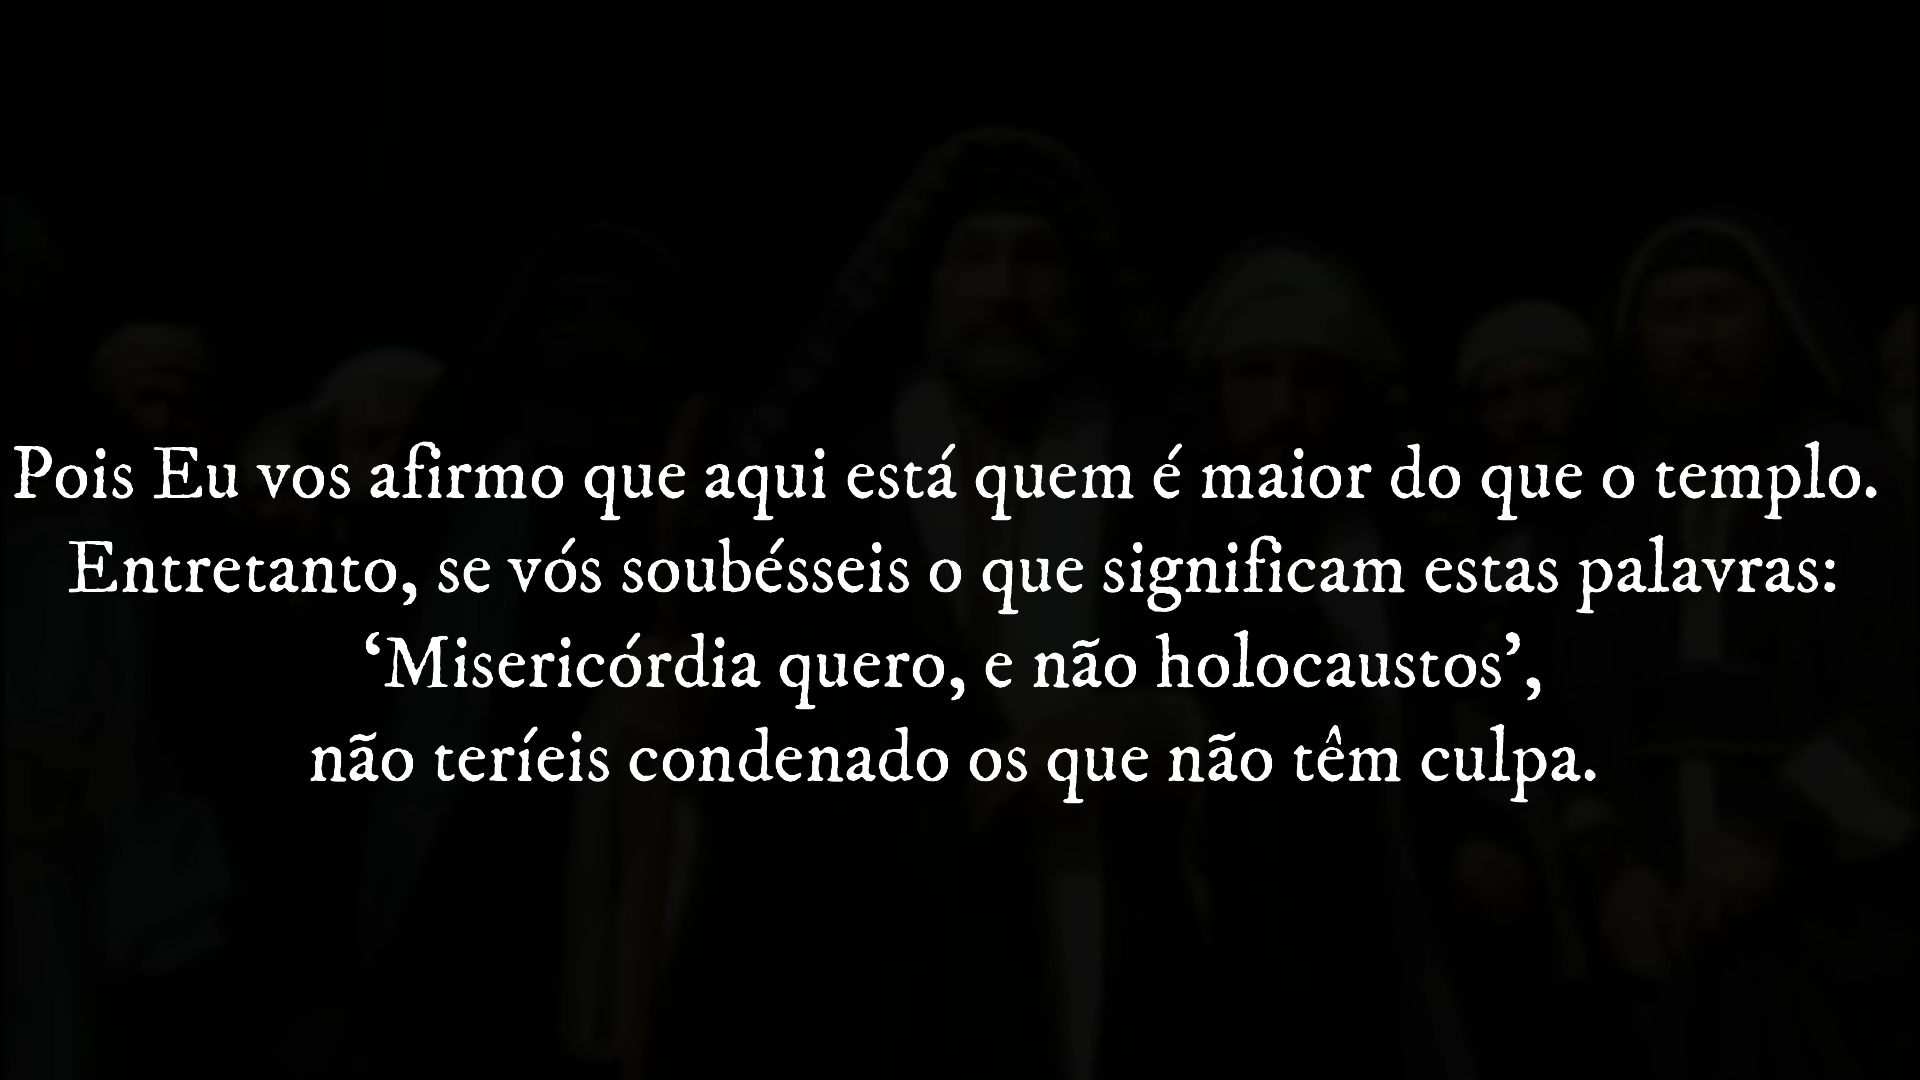 Pois Eu vos afirmo que aqui está quem é maior do que o templo.
Entretanto, se vós soubésseis o que significam estas palavras:
‘Misericórdia quero, e não holocaustos’,
não teríeis condenado os que não têm culpa.